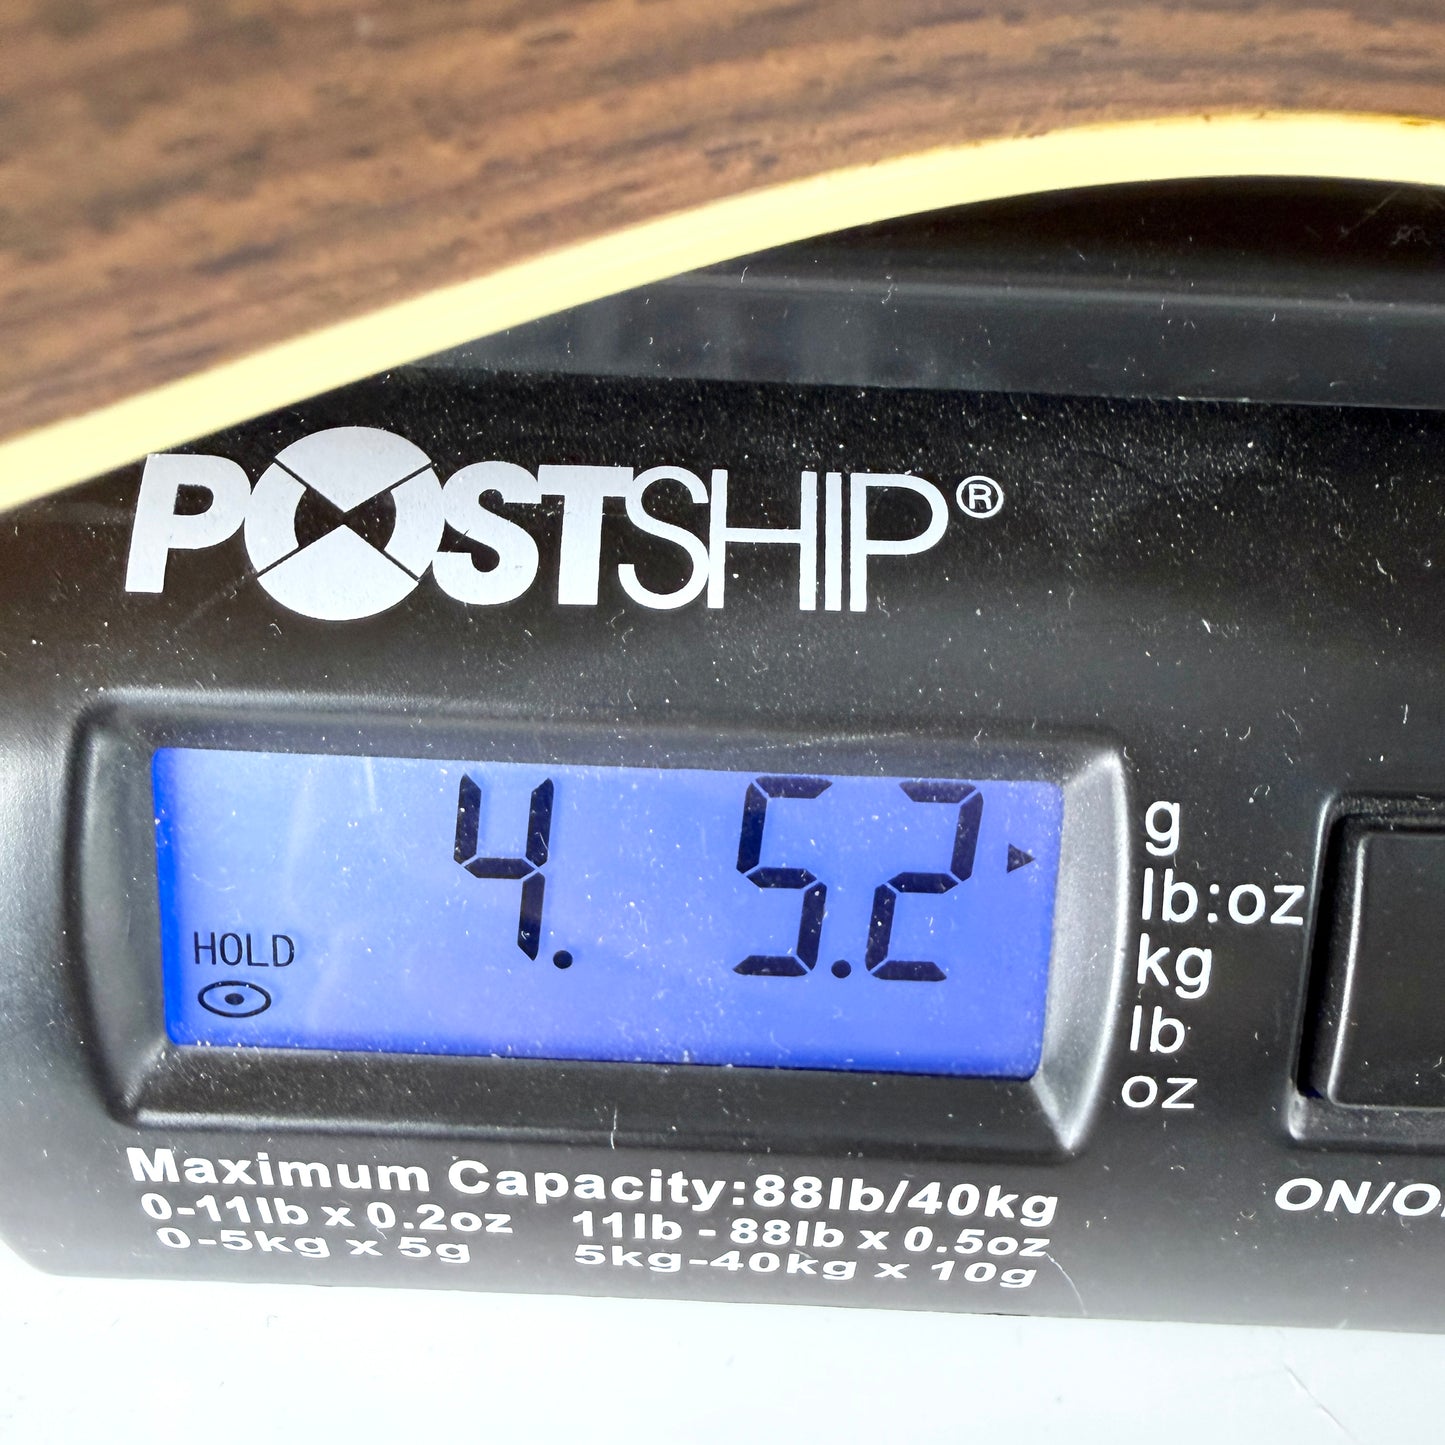 POSTSHIP®
4. 5.2
HOLD
g
lb:oz
kg
lb
oz
Maximum Capacity:88lb/40kg
0-11lb x 0.2oz 11lb - 88lb x 0.5oz
0-5kg x 5g 5kg-40kg x 10g
ON/O